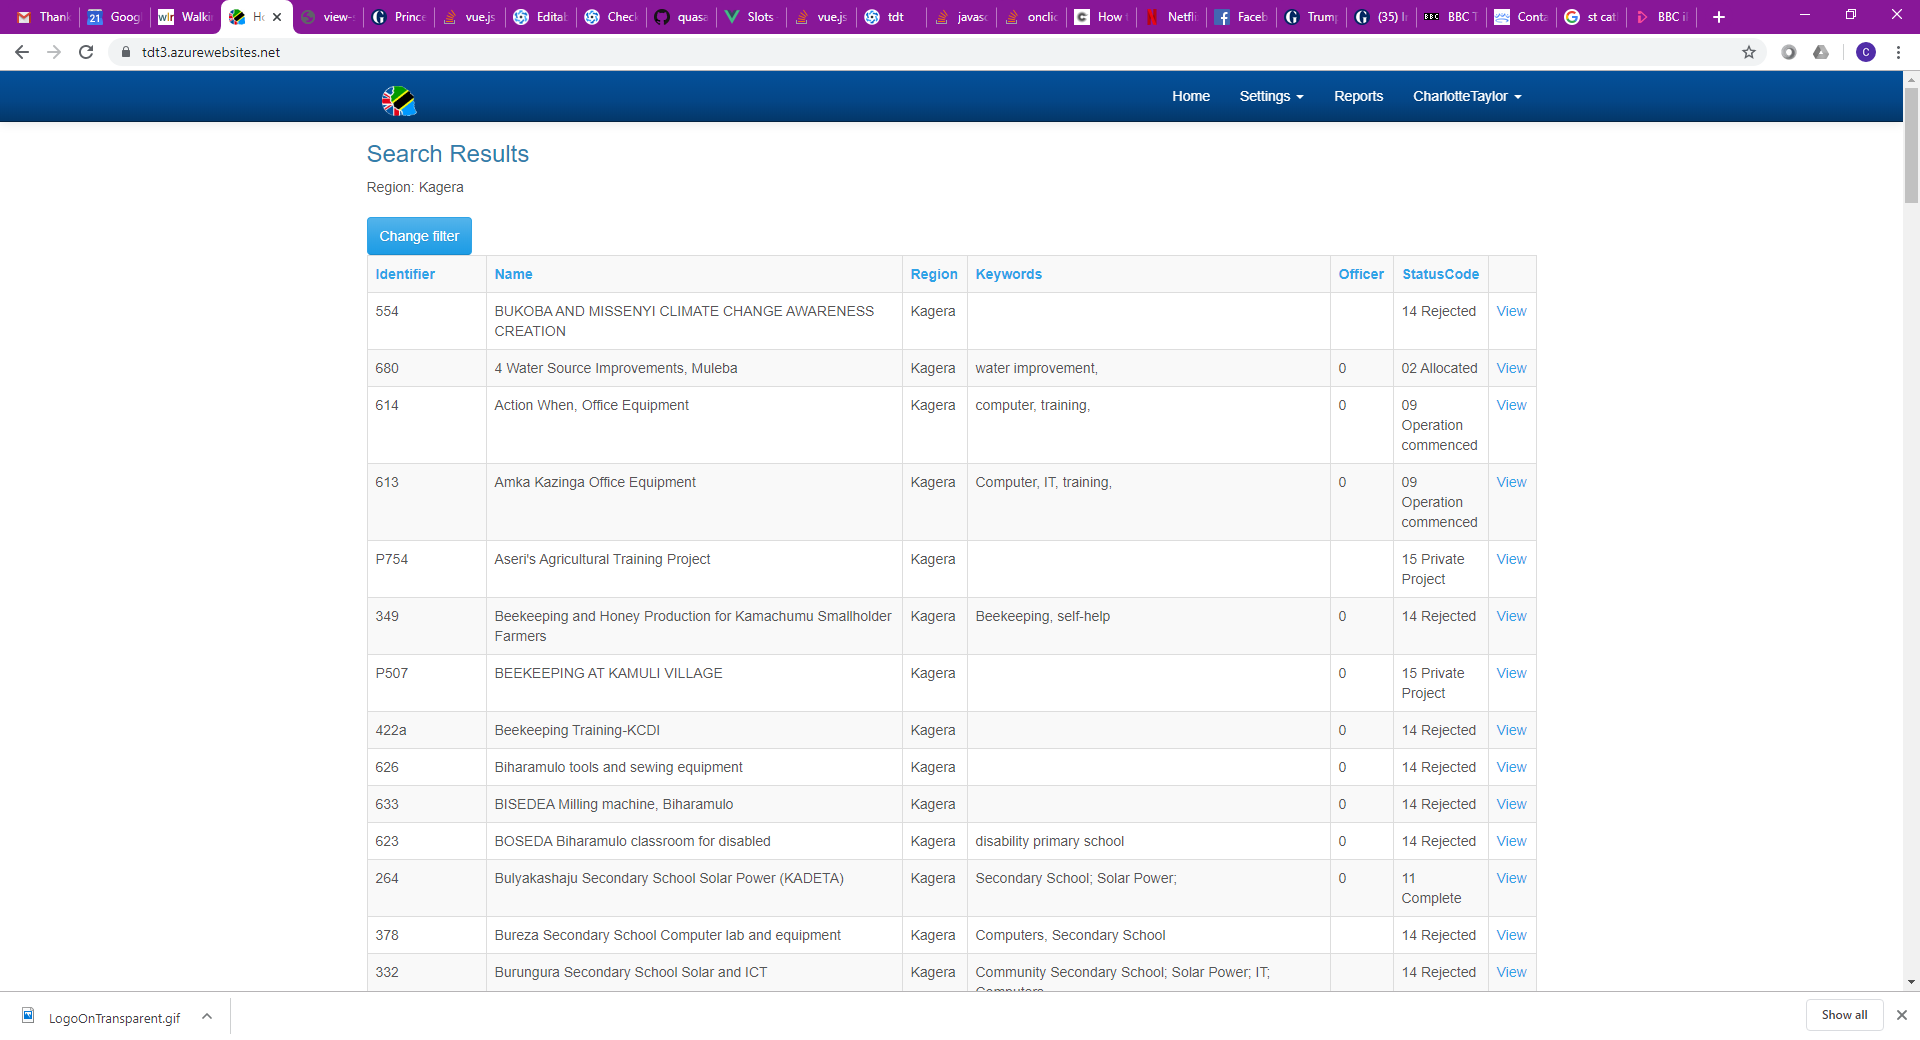 Thank
21 Googl
wlr Walki
Ho
view-s
Prince
vue.js
Editab
Check
quasa
Slots
vue.js
tdt
javasc
onclic
How t
Netfli
Faceb
Trump
(35) Ir
BBC BBC T
Conta
st cath
BBC iP
tdt3.azurewebsites.net
C
Home Settings Reports CharlotteTaylor
Search Results
Region: Kagera
Change filter
Identifier Name Region Keywords Officer StatusCode
554 BUKOBA AND MISSENYI CLIMATE CHANGE AWARENESS Kagera 14 Rejected View
CREATION
680 4 Water Source Improvements, Muleba Kagera water improvement, 0 02 Allocated View
614 Action When, Office Equipment Kagera computer, training, 0 09 View
Operation
commenced
613 Amka Kazinga Office Equipment Kagera Computer, IT, training, 0 09 View
Operation
commenced
P754 Aseri's Agricultural Training Project Kagera 15 Private View
Project
349 Beekeeping and Honey Production for Kamachumu Smallholder Kagera Beekeeping, self-help 0 14 Rejected View
Farmers
P507 BEEKEEPING AT KAMULI VILLAGE Kagera 0 15 Private View
Project
422a Beekeeping Training-KCDI Kagera 0 14 Rejected View
626 Biharamulo tools and sewing equipment Kagera 0 14 Rejected View
633 BISEDEA Milling machine, Biharamulo Kagera 0 14 Rejected View
623 BOSEDA Biharamulo classroom for disabled Kagera disability primary school 0 14 Rejected View
264 Bulyakashaju Secondary School Solar Power (KADETA) Kagera Secondary School; Solar Power; 0 11 View
Complete
378 Bureza Secondary School Computer lab and equipment Kagera Computers, Secondary School 14 Rejected View
332 Burungura Secondary School Solar and ICT Kagera Community Secondary School; Solar Power; IT; 14 Rejected View
Computers
LogoOnTransparent.gif
Show all